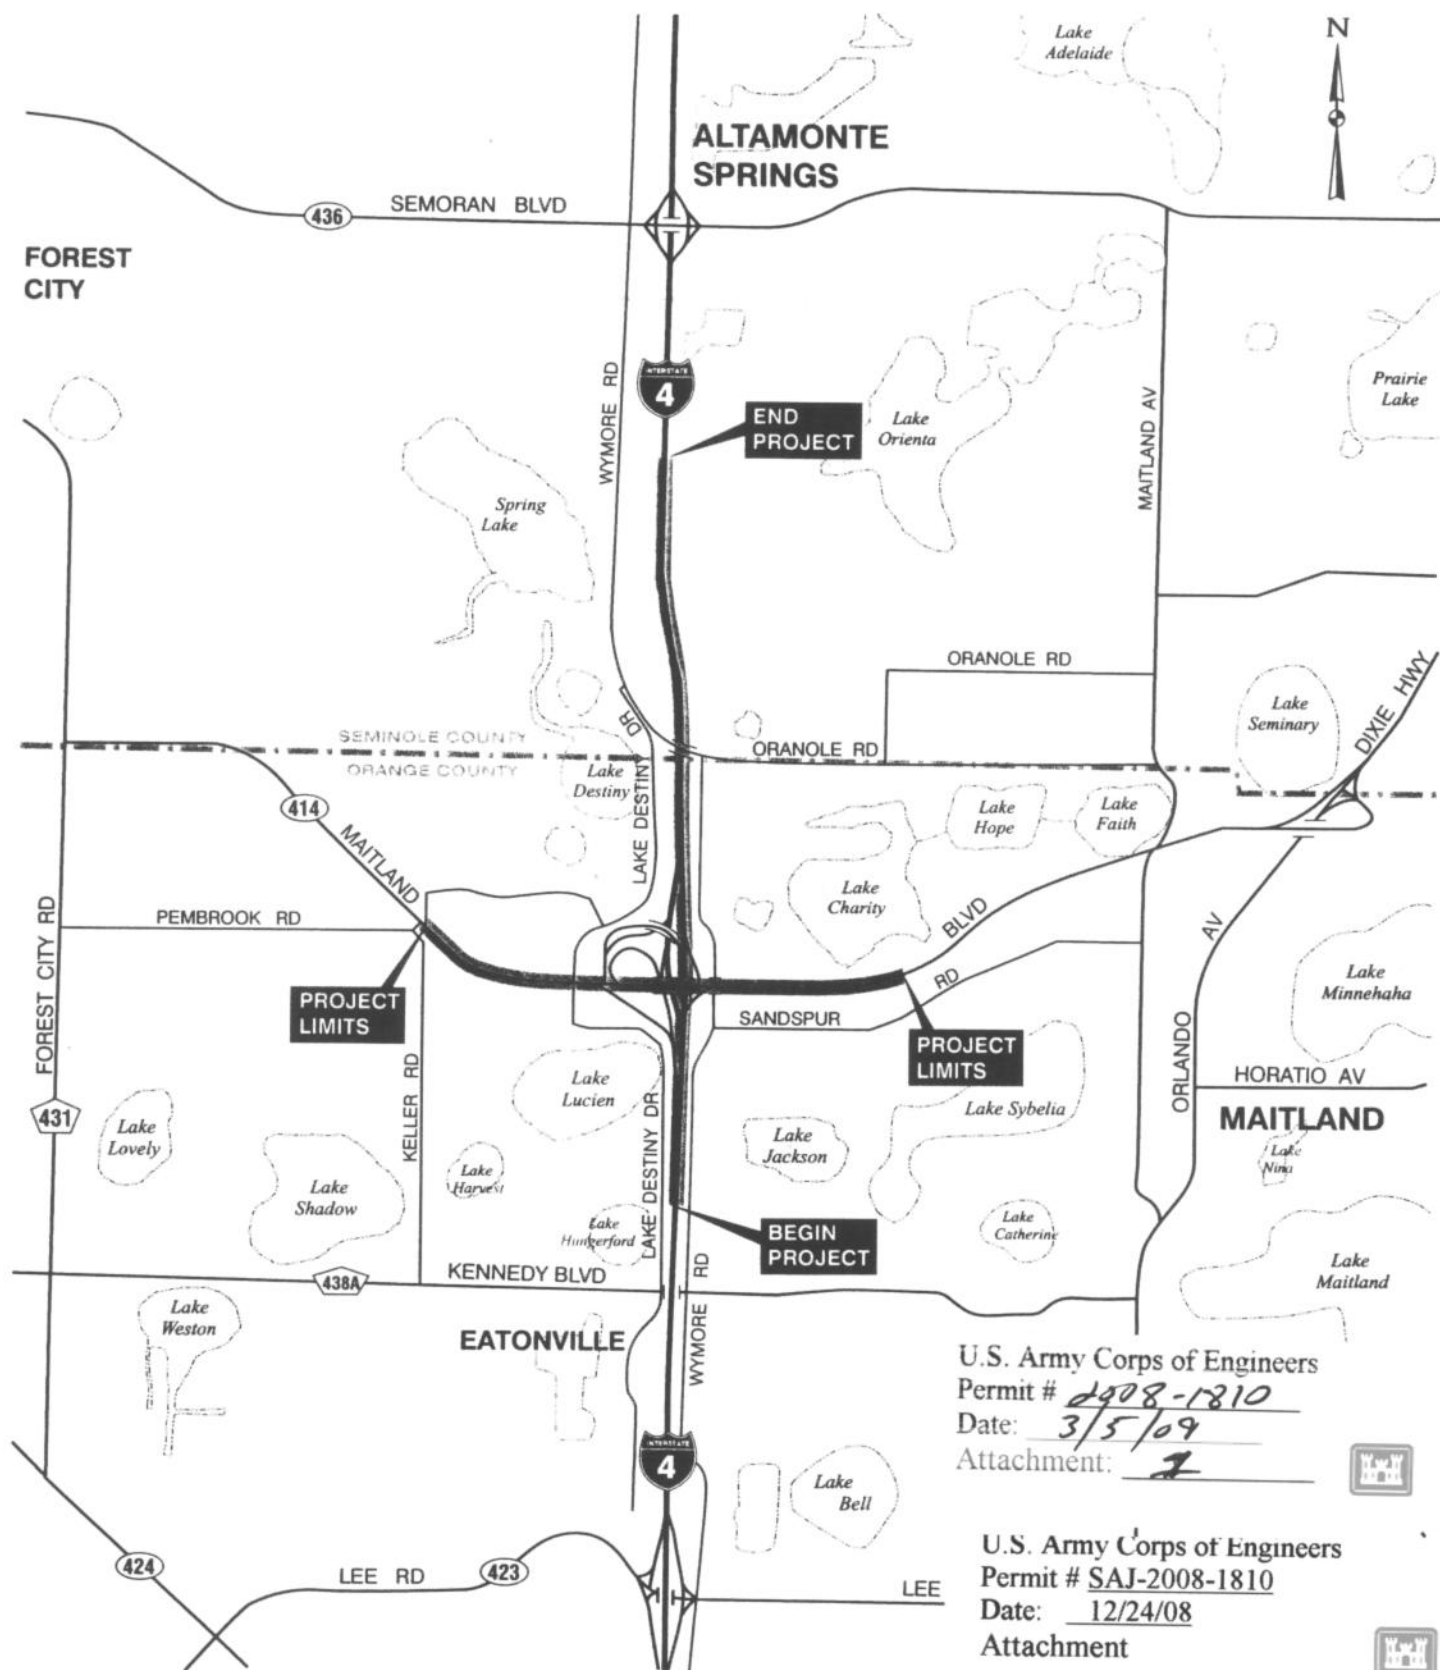 Lake
Adelaide
N
ALTAMONTE
SPRINGS
SEMORAN BLVD
436
FOREST
CITY
INTERSTATE
4
WYMORE RD
END
PROJECT
Lake
Orienta
MAITLAND AV
Prairie
Lake
Spring
Lake
ORANOLE RD
DIXIE HWY
Lake
Seminary
SEMINOLE COUNTY
ORANGE COUNTY
ORANOLE RD
LAKE DESTINY DR
Lake
Destiny
414
MAITLAND
BLVD
Lake
Hope
Lake
Faith
Lake
Charity
PEMBROOK RD
FOREST CITY RD
AV
Lake
Minnehaha
PROJECT
LIMITS
SANDSPUR
RD
PROJECT
LIMITS
ORLANDO
HORATIO AV
MAITLAND
KELLER RD
Lake
Lucien
Lake Sybelia
431
Lake
Lovely
Lake
Jackson
Lake
Nina
Lake
Harvest
Lake
Shadow
LAKE DESTINY DR
Lake
Hungerford
Lake
Catherine
BEGIN
PROJECT
KENNEDY BLVD
438A
WYMORE RD
Lake
Maitland
Lake
Weston
EATONVILLE
U.S. Army Corps of Engineers
Permit # 2008-1810
Date: 3/5/09
Attachment:
INTERSTATE
4
Lake
Bell
424
LEE RD
423
LEE
U.S. Army Corps of Engineers
Permit # SAJ-2008-1810
Date: 12/24/08
Attachment